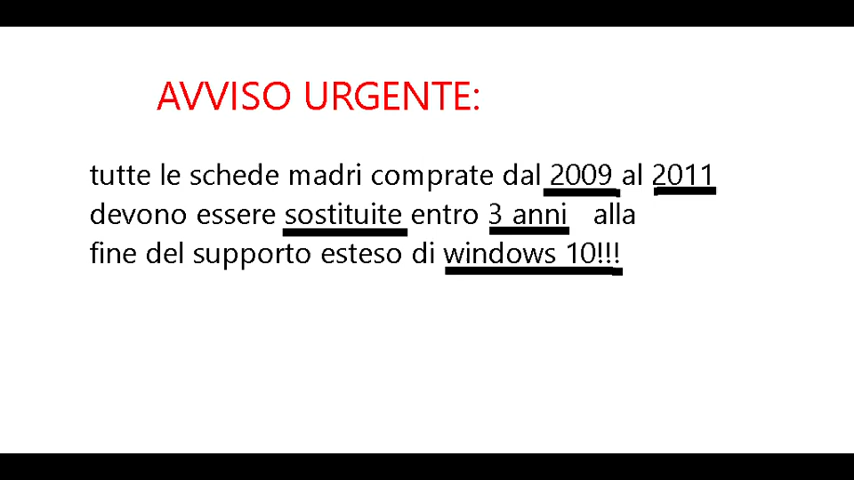 AVVISO URGENTE:
tutte le schede madri comprate dal 2009 al 2011
devono essere sostituite entro 3 anni alla
fine del supporto esteso di windows 10!!!